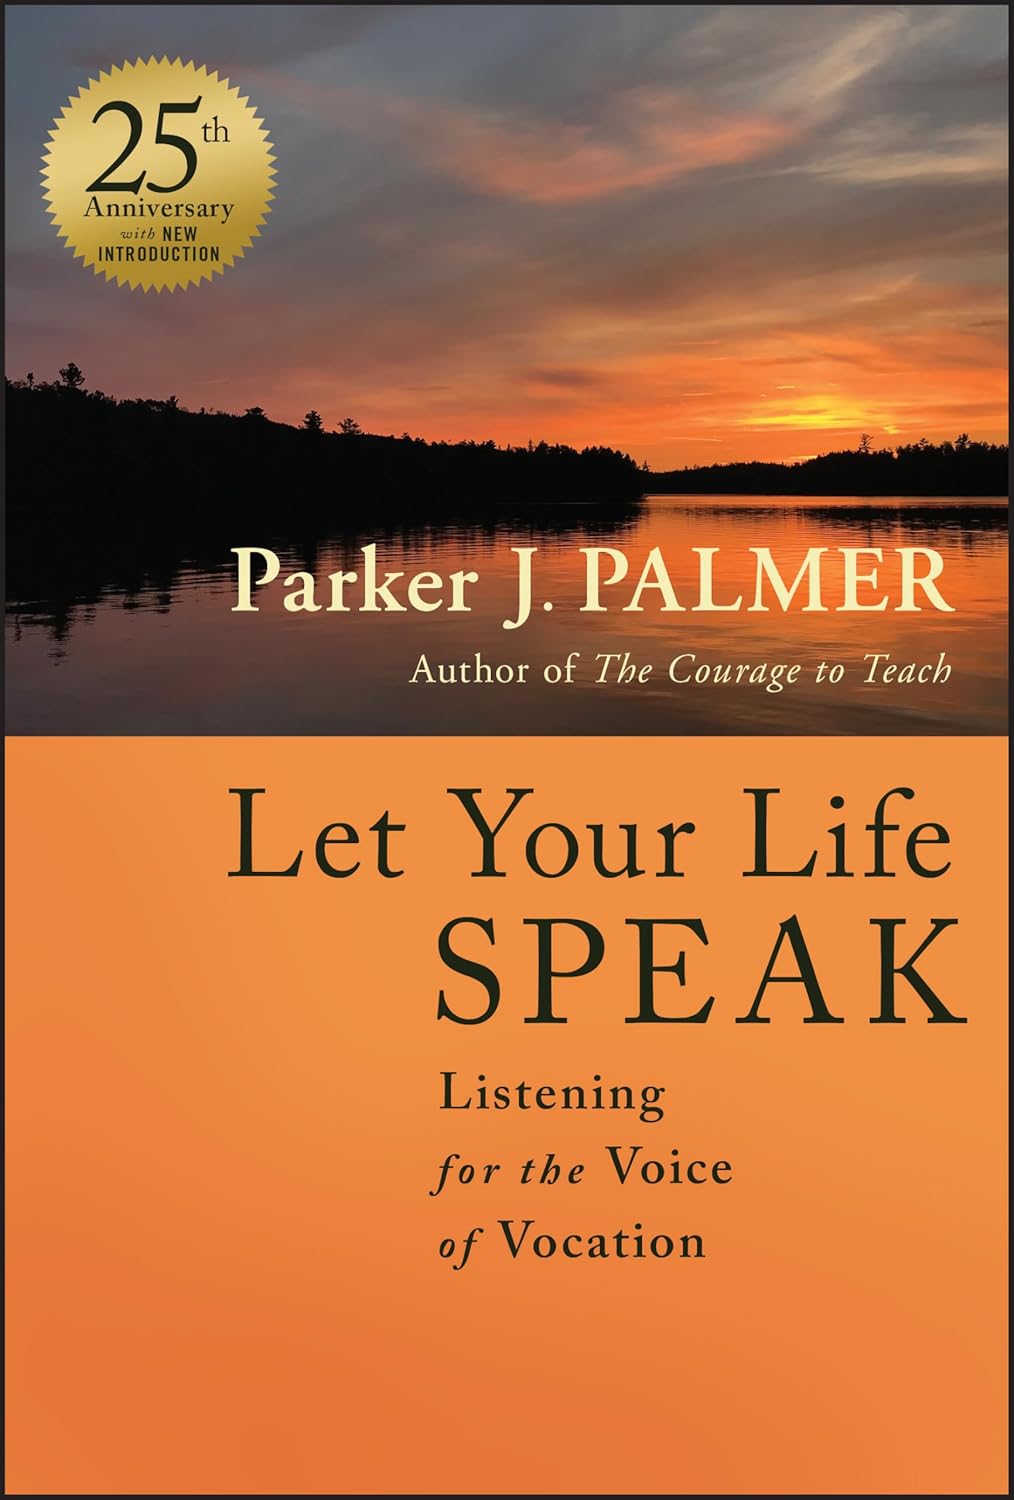 25th
Anniversary
with NEW
INTRODUCTION
Parker J. PALMER
Author of The Courage to Teach
Let Your Life
SPEAK
Listening
for the Voice
of Vocation